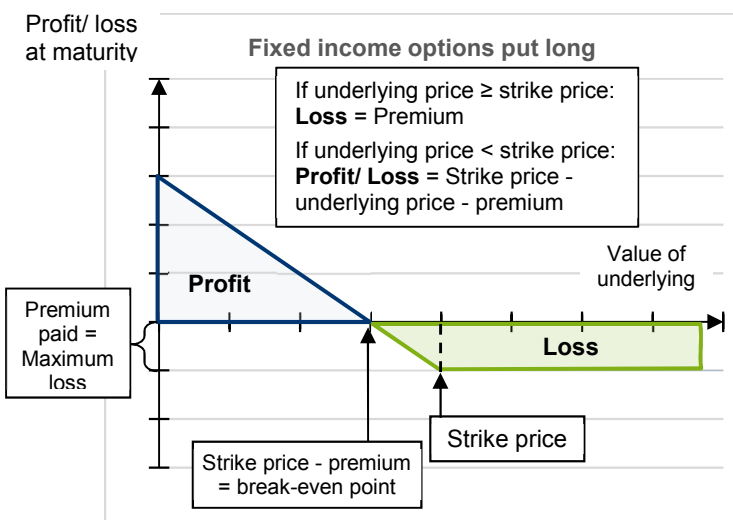 Profit/ loss
at maturity
Fixed income options put long
If underlying price ≥ strike price:
Loss = Premium
If underlying price < strike price:
Profit/ Loss = Strike price -
underlying price - premium
Value of
underlying
Profit
Premium
paid =
Maximum
loss
Loss
Strike price
Strike price - premium
= break-even point